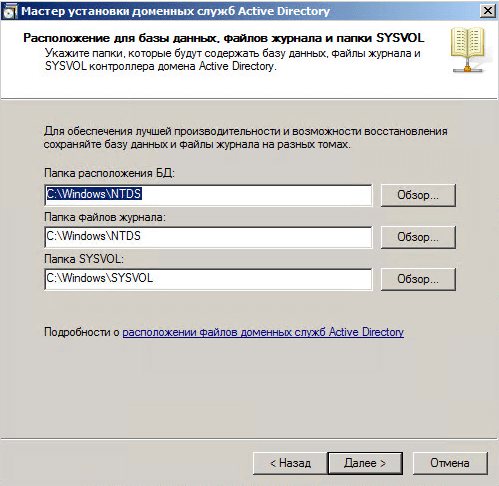 Мастер установки доменных служб Active Directory
Расположение для базы данных, файлов журнала и папки SYSVOL
Укажите папки, которые будут содержать базу данных, файлы журнала и
SYSVOL контроллера домена Active Directory.
Для обеспечения лучшей производительности и возможности восстановления
сохраняйте базу данных и файлы журнала на разных томах.
Папка расположения БД:
C:\Windows\NTDS
Обзор...
Папка файлов журнала:
C:\Windows\NTDS
Обзор...
Папка SYSVOL:
C:\Windows\SYSVOL
Обзор...
Подробности о расположении файлов доменных служб Active Directory
< Назад Далее > Отмена